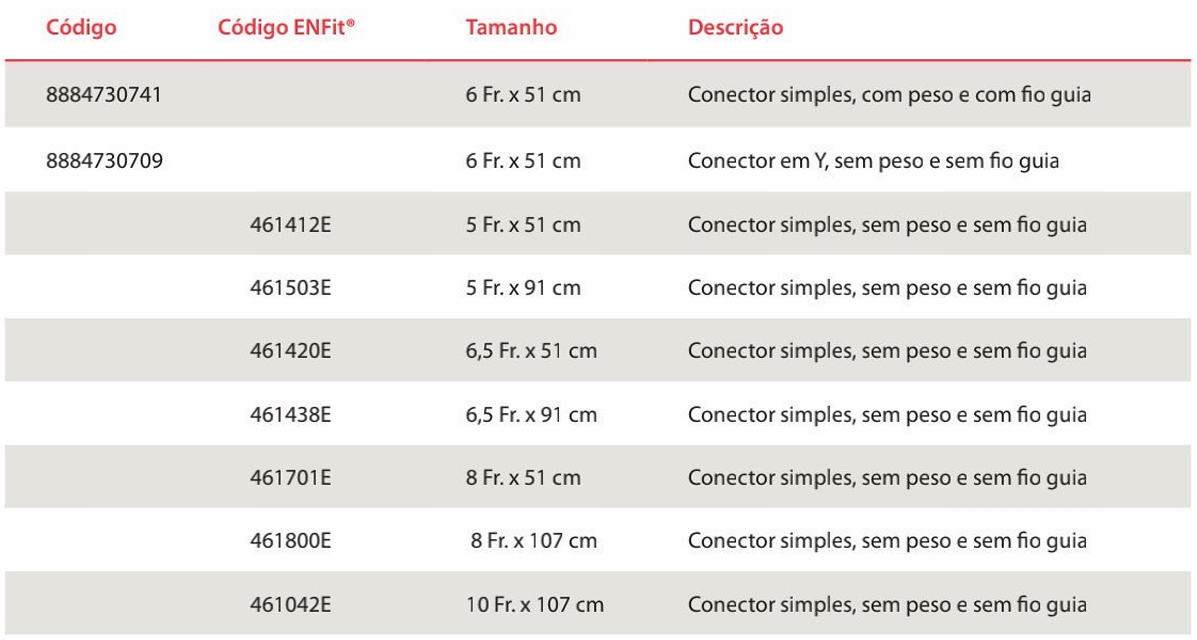 Código Código ENFit® Tamanho Descrição
8884730741 6 Fr. x 51 cm Conector simples, com peso e com fio guia
8884730709 6 Fr. x 51 cm Conector em Y, sem peso e sem fio guia
461412E 5 Fr. x 51 cm Conector simples, sem peso e sem fio guia
461503E 5 Fr. x 91 cm Conector simples, sem peso e sem fio guia
461420E 6,5 Fr. x 51 cm Conector simples, sem peso e sem fio guia
461438E 6,5 Fr. x 91 cm Conector simples, sem peso e sem fio guia
461701E 8 Fr. x 51 cm Conector simples, sem peso e sem fio guia
461800E 8 Fr. x 107 cm Conector simples, sem peso e sem fio guia
461042E 10 Fr. x 107 cm Conector simples, sem peso e sem fio guia